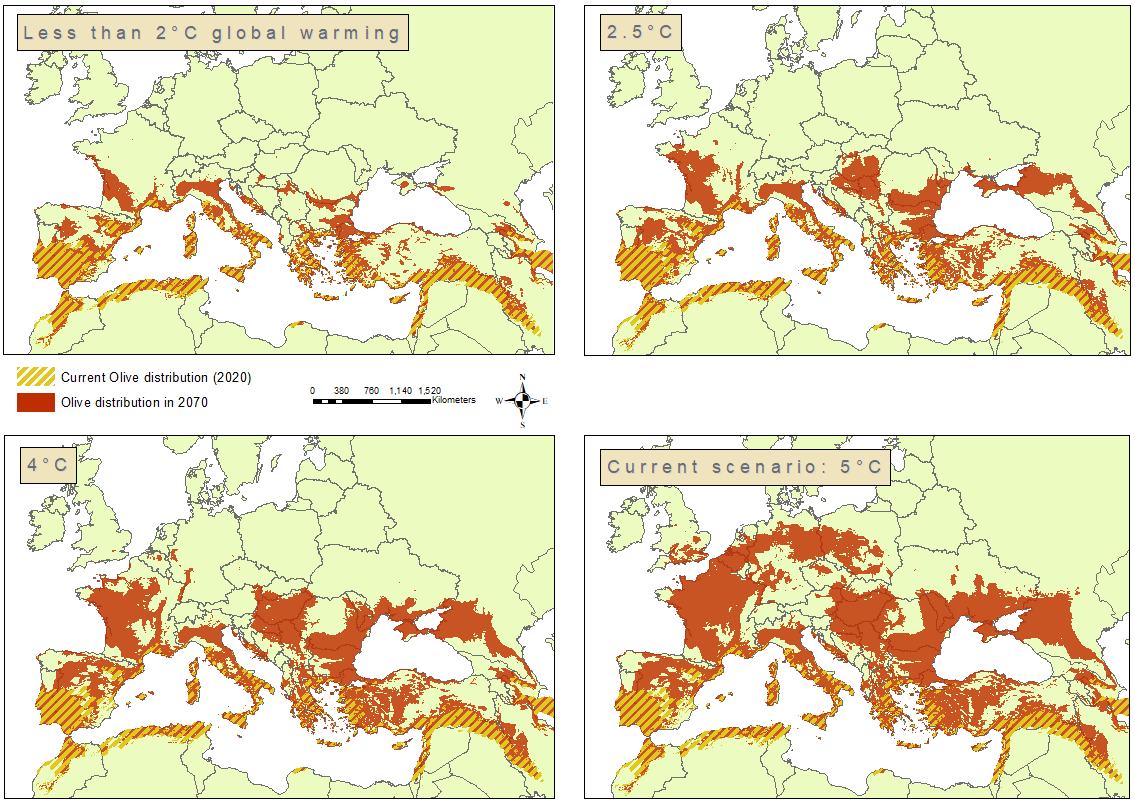 Less than 2°C global warming
2.5°C
Current Olive distribution (2020)
Olive distribution in 2070
0 380 760 1,140 1,520
Kilometers
N
W E
S
4°C
Current scenario: 5°C